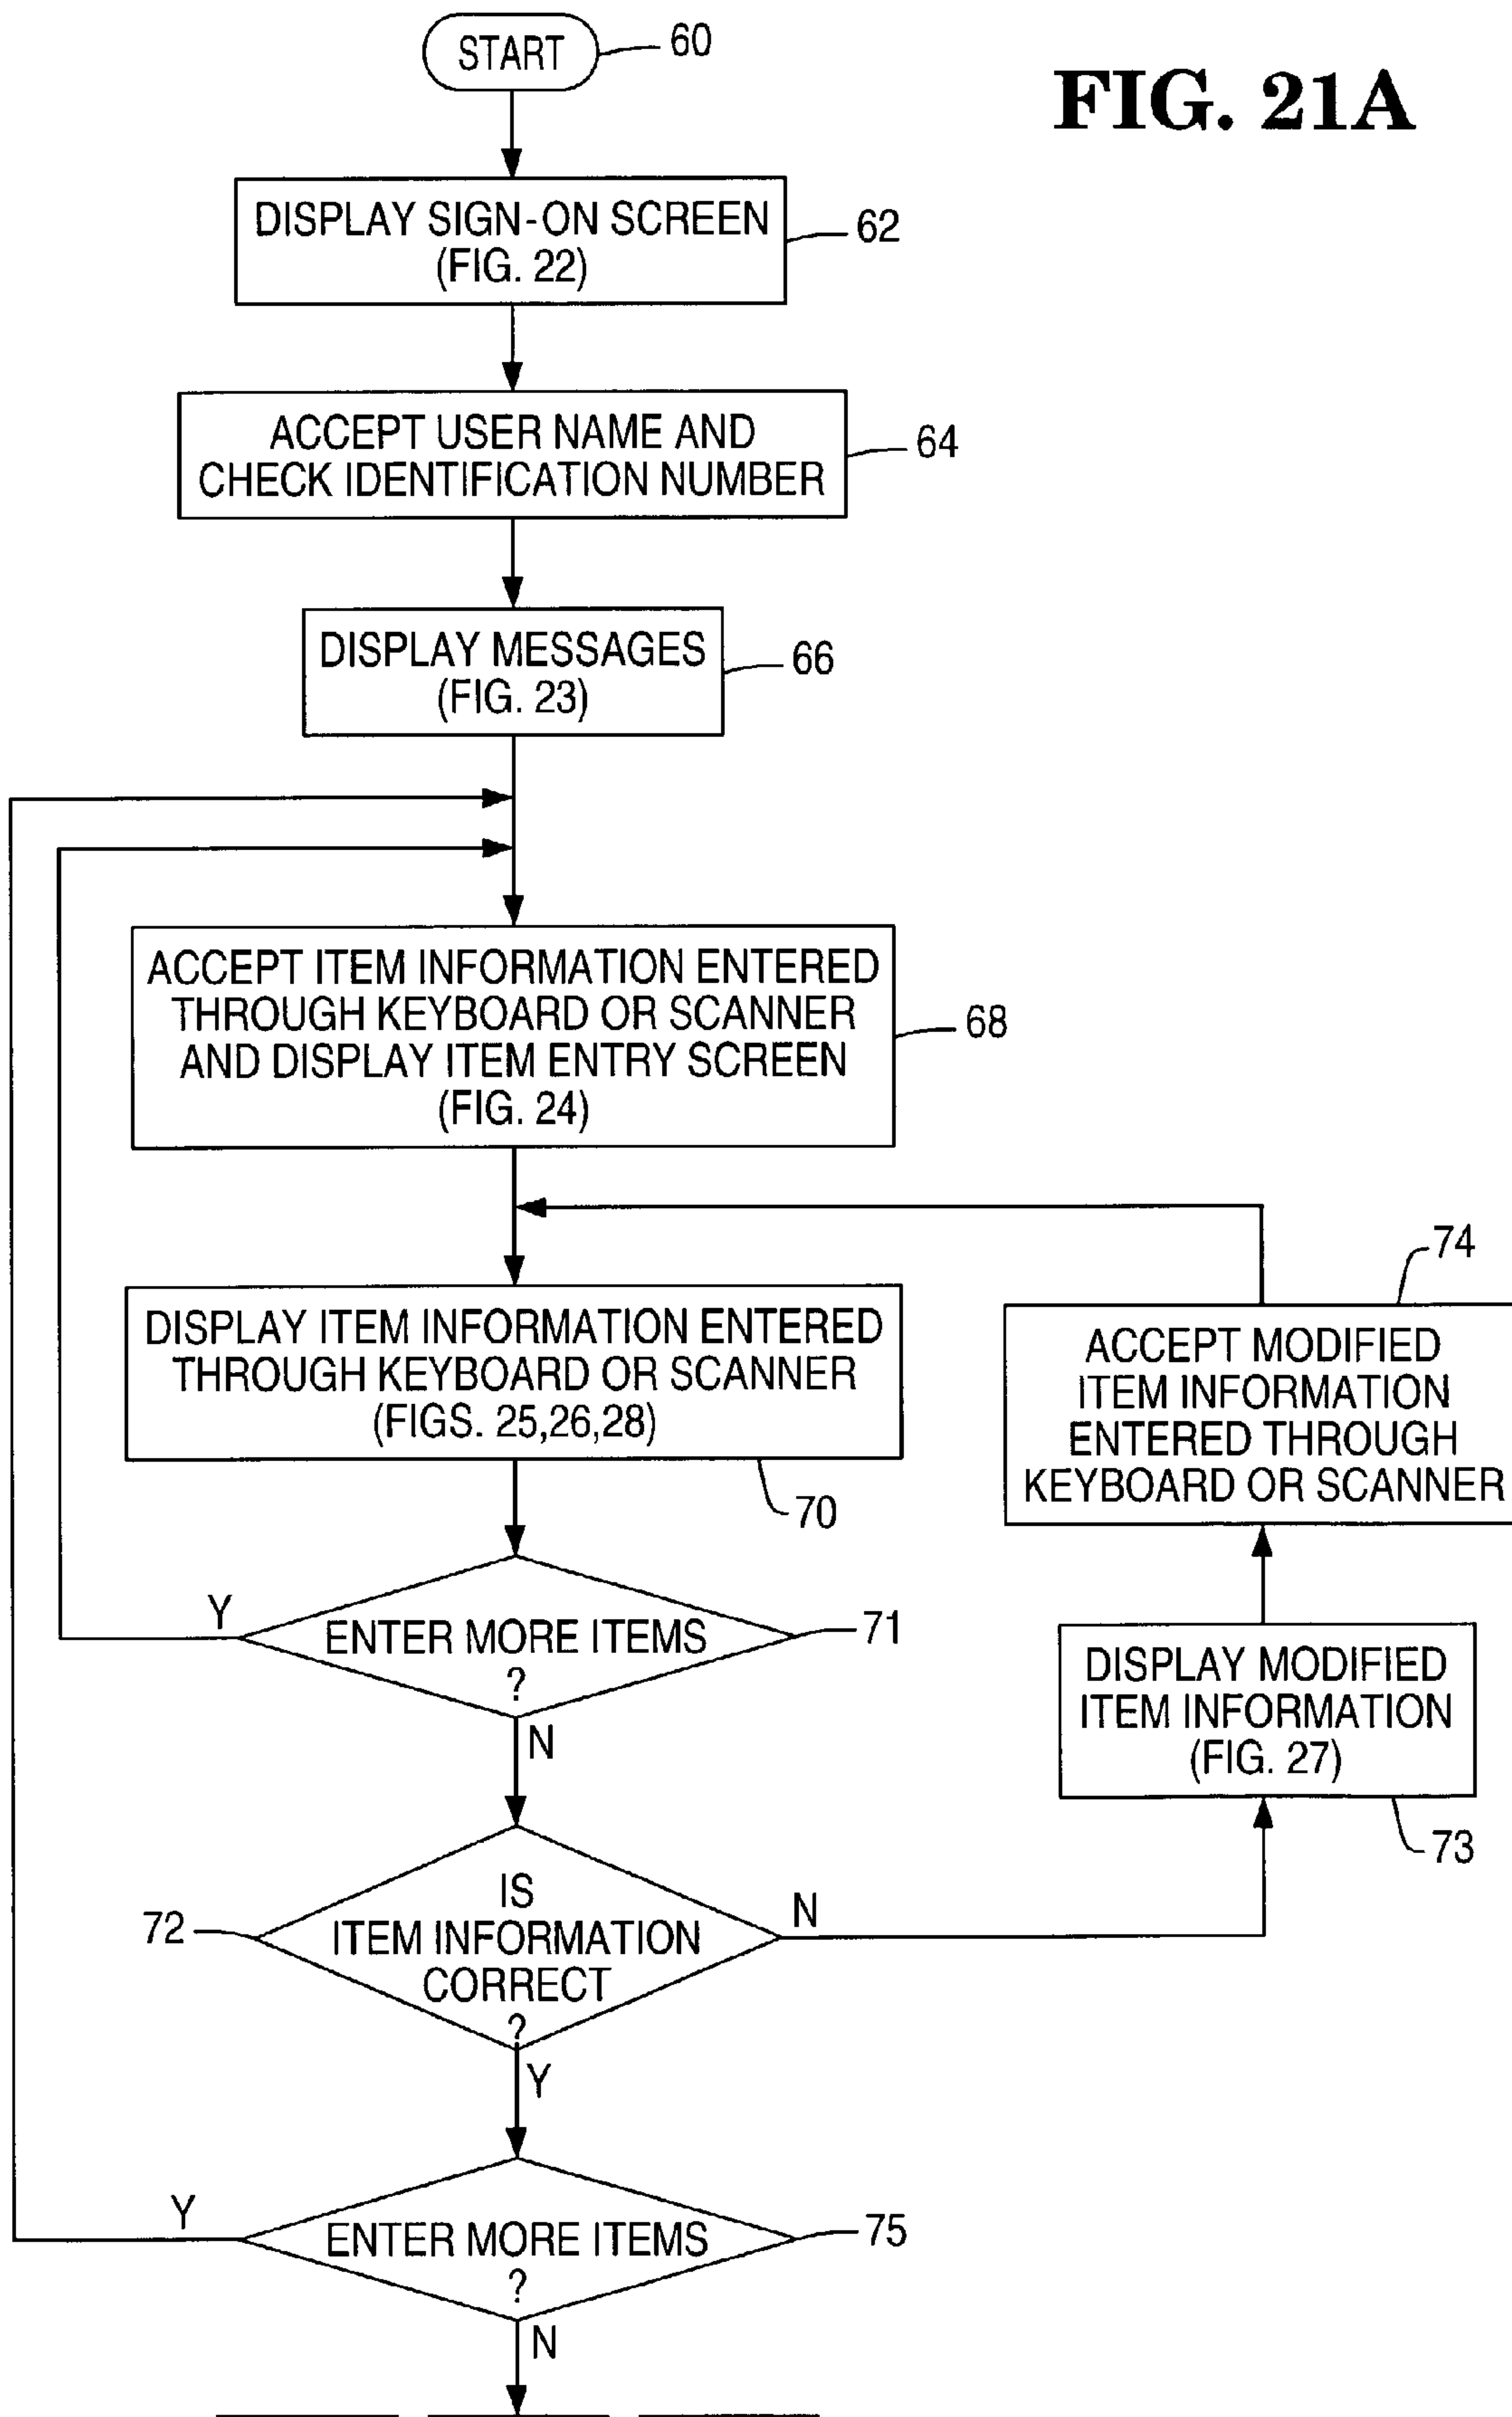 FIG. 21A
START
60
DISPLAY SIGN-ON SCREEN
(FIG. 22)
62
ACCEPT USER NAME AND
CHECK IDENTIFICATION NUMBER
64
DISPLAY MESSAGES
(FIG. 23)
66
ACCEPT ITEM INFORMATION ENTERED
THROUGH KEYBOARD OR SCANNER
AND DISPLAY ITEM ENTRY SCREEN
(FIG. 24)
68
DISPLAY ITEM INFORMATION ENTERED
THROUGH KEYBOARD OR SCANNER
(FIGS. 25,26,28)
70
74
ACCEPT MODIFIED
ITEM INFORMATION
ENTERED THROUGH
KEYBOARD OR SCANNER
Y
ENTER MORE ITEMS
?
71
N
DISPLAY MODIFIED
ITEM INFORMATION
(FIG. 27)
73
72
IS
ITEM INFORMATION
CORRECT
?
N
Y
Y
ENTER MORE ITEMS
?
75
N